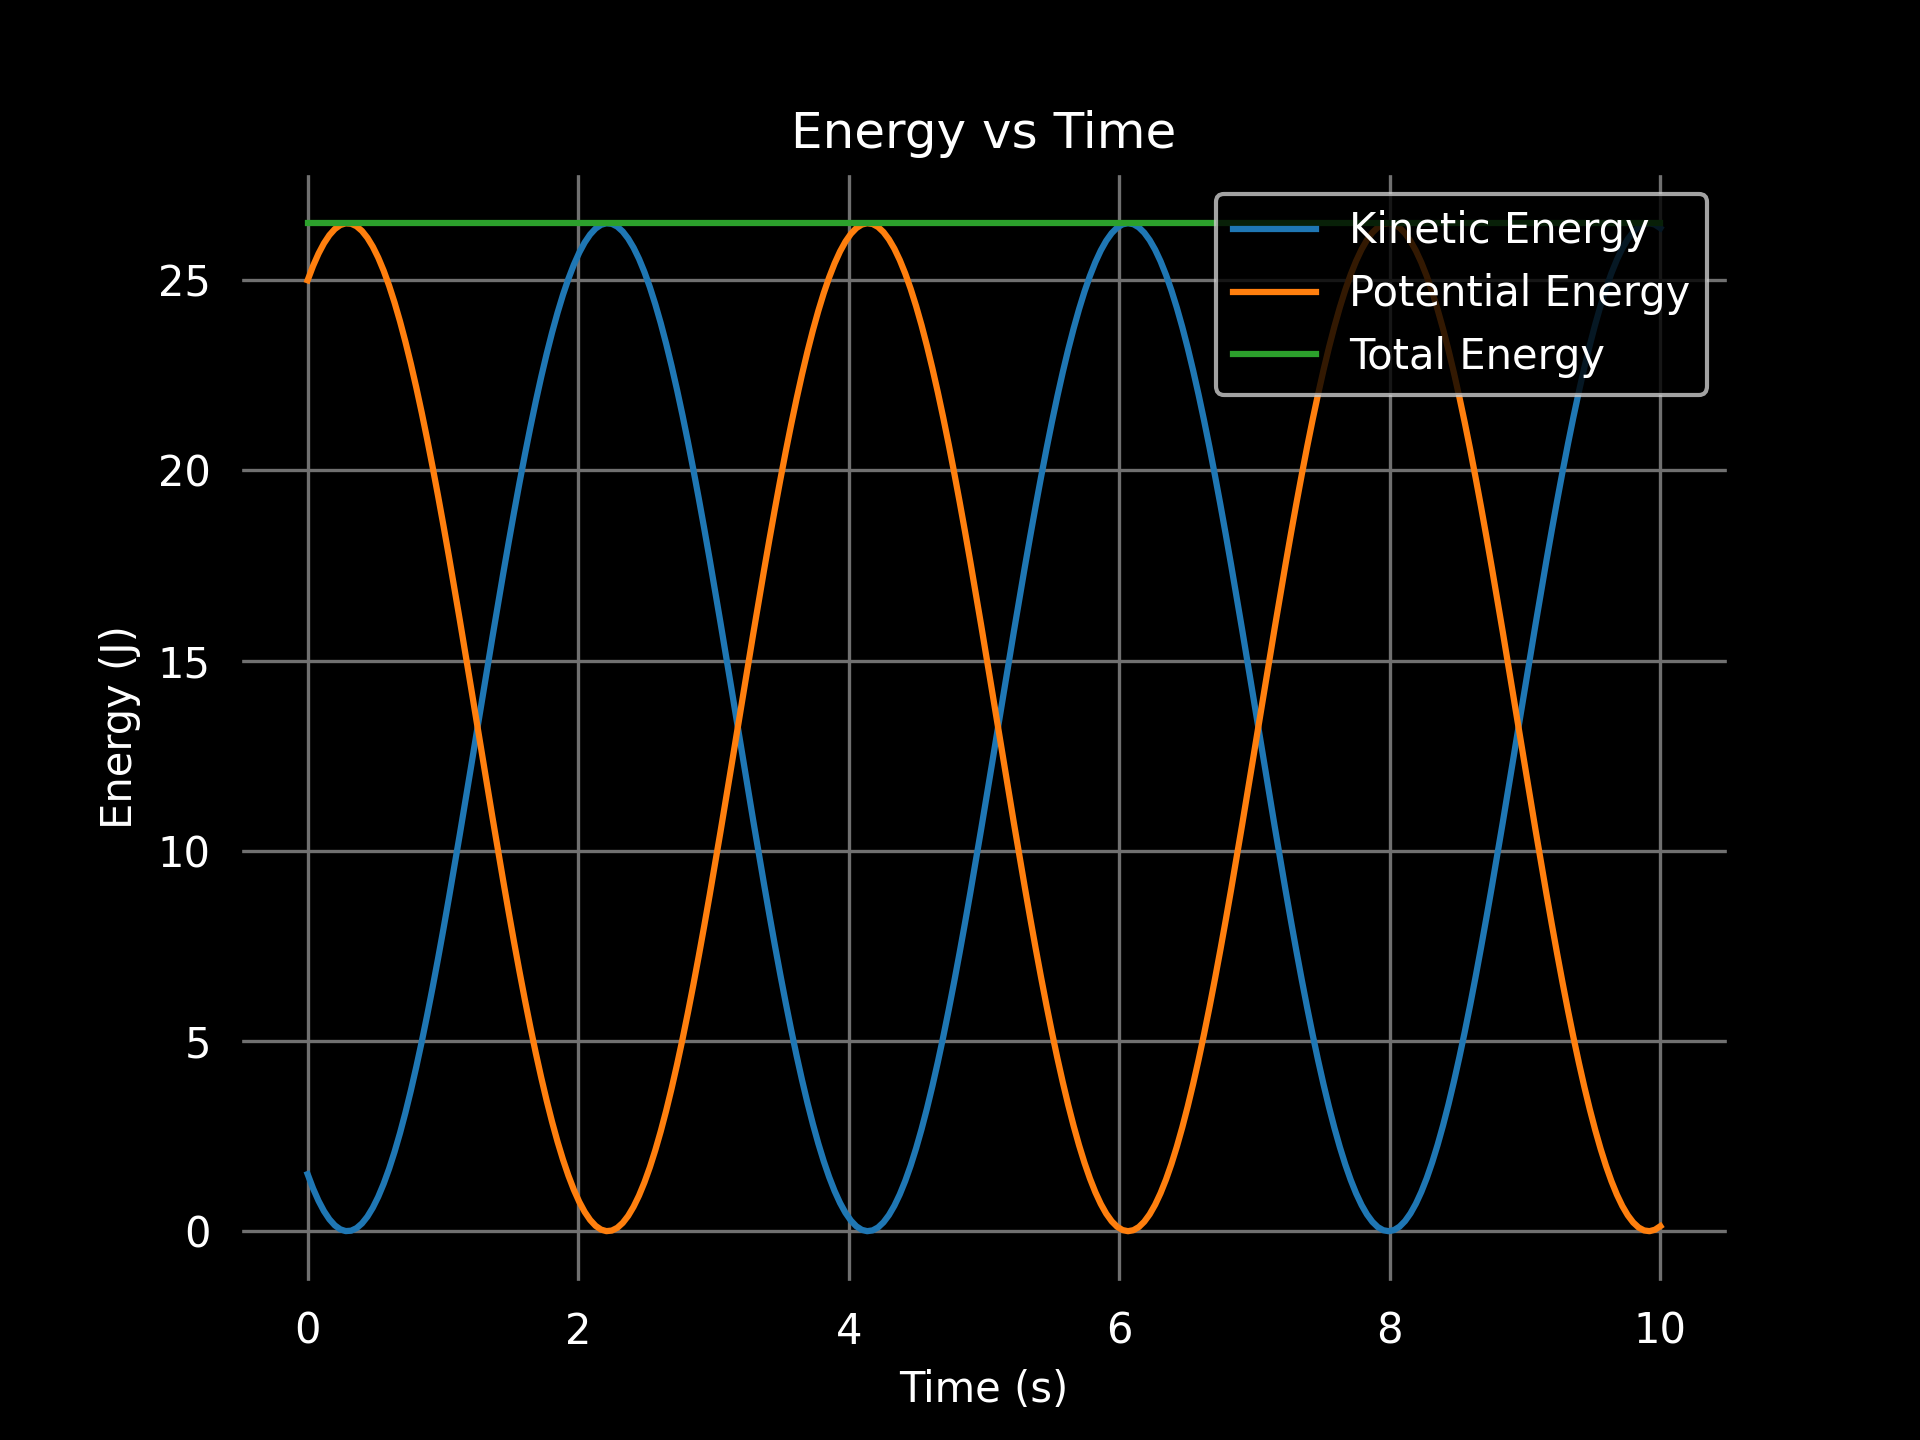 Energy vs Time
Kinetic Energy
Potential Energy
Total Energy
Energy (J)
25
20
15
10
5
0
0 2 4 6 8 10
Time (s)